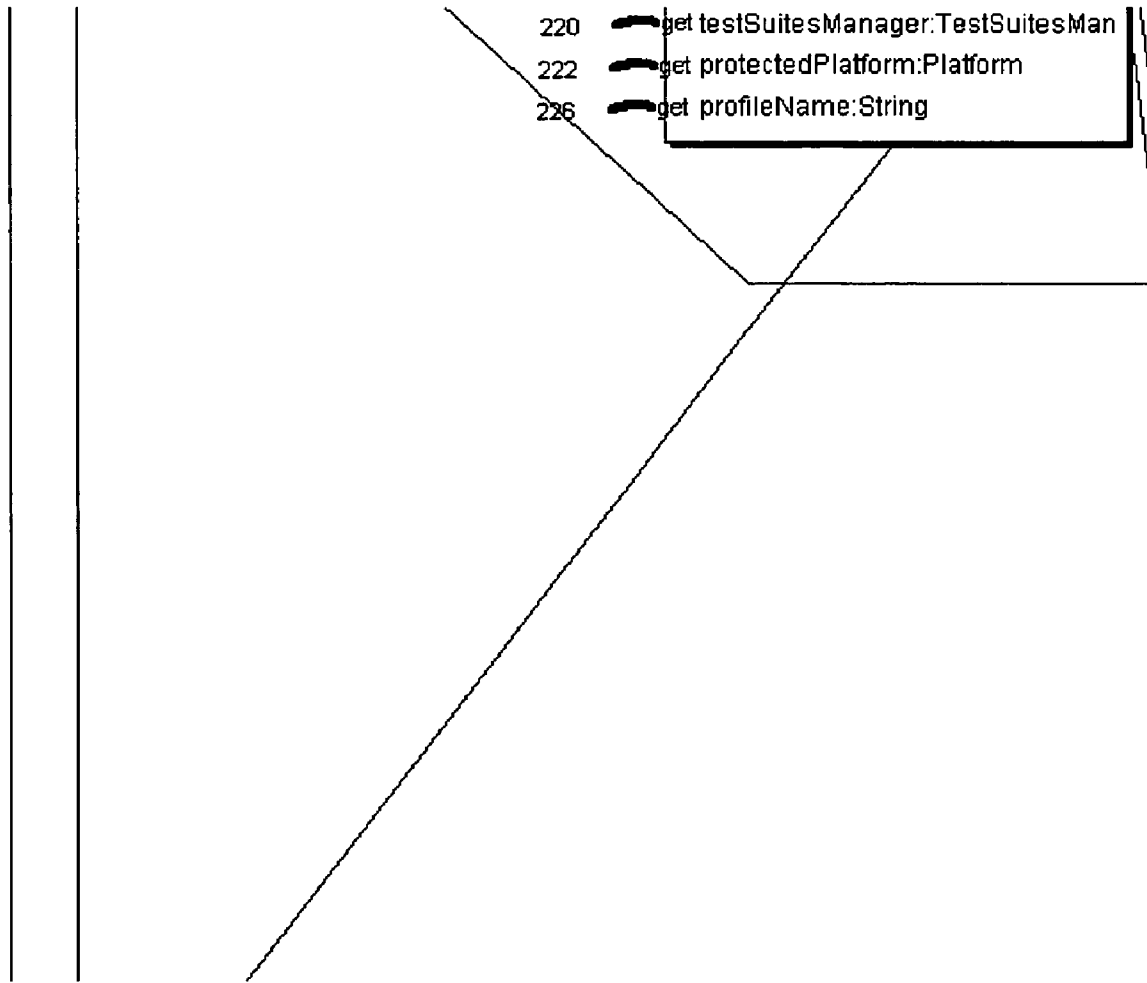 220 get testSuitesManager:TestSuitesMan
222 get protectedPlatform:Platform
226 get profileName:String